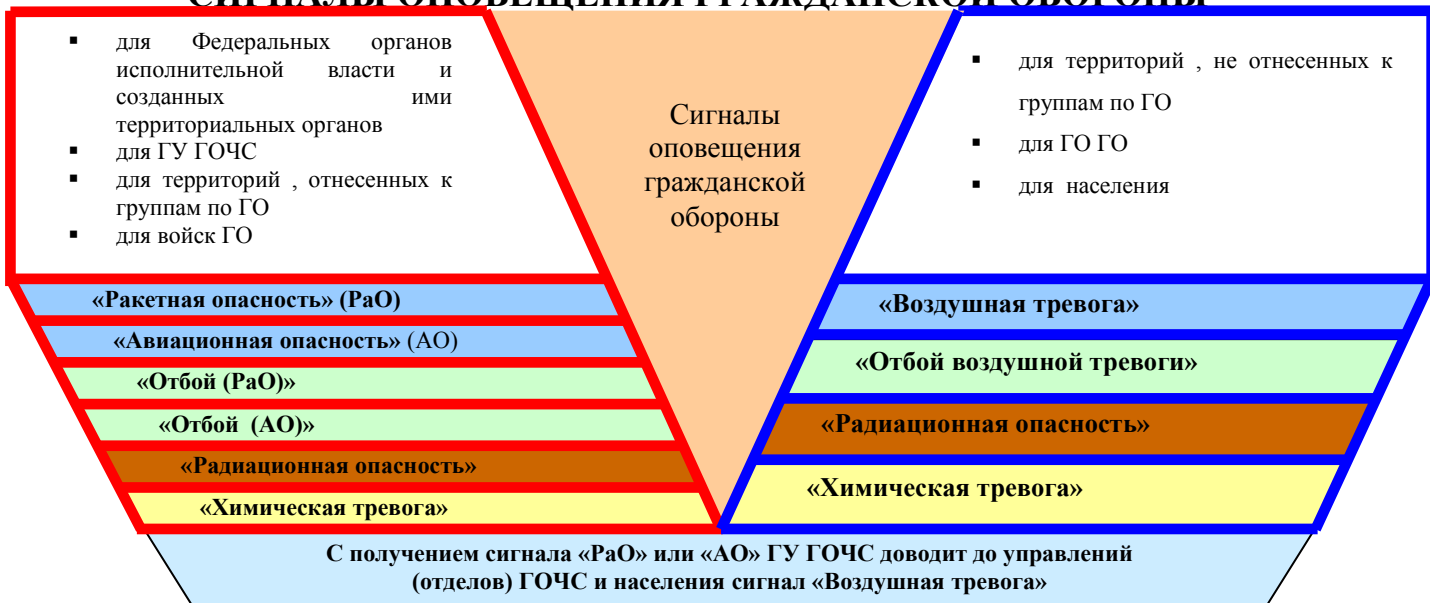 СИГНАЛЫ ОПОВЕЩЕНИЯ ГРАЖДАНСКОЙ ОБОРОНЫ
▪ для Федеральных органов
исполнительной власти и
созданных ими
территориальных органов
▪ для ГУ ГОЧС
▪ для территорий , отнесенных к
группам по ГО
▪ для войск ГО
Сигналы
оповещения
гражданской
обороны
▪ для территорий , не отнесенных к
группам по ГО
▪ для ГО ГО
▪ для населения
«Ракетная опасность» (РаО)
«Авиационная опасность» (АО)
«Отбой (РаО)»
«Отбой (АО)»
«Радиационная опасность»
«Химическая тревога»
«Воздушная тревога»
«Отбой воздушной тревоги»
«Радиационная опасность»
«Химическая тревога»
С получением сигнала «РаО» или «АО» ГУ ГОЧС доводит до управлений
(отделов) ГОЧС и населения сигнал «Воздушная тревога»